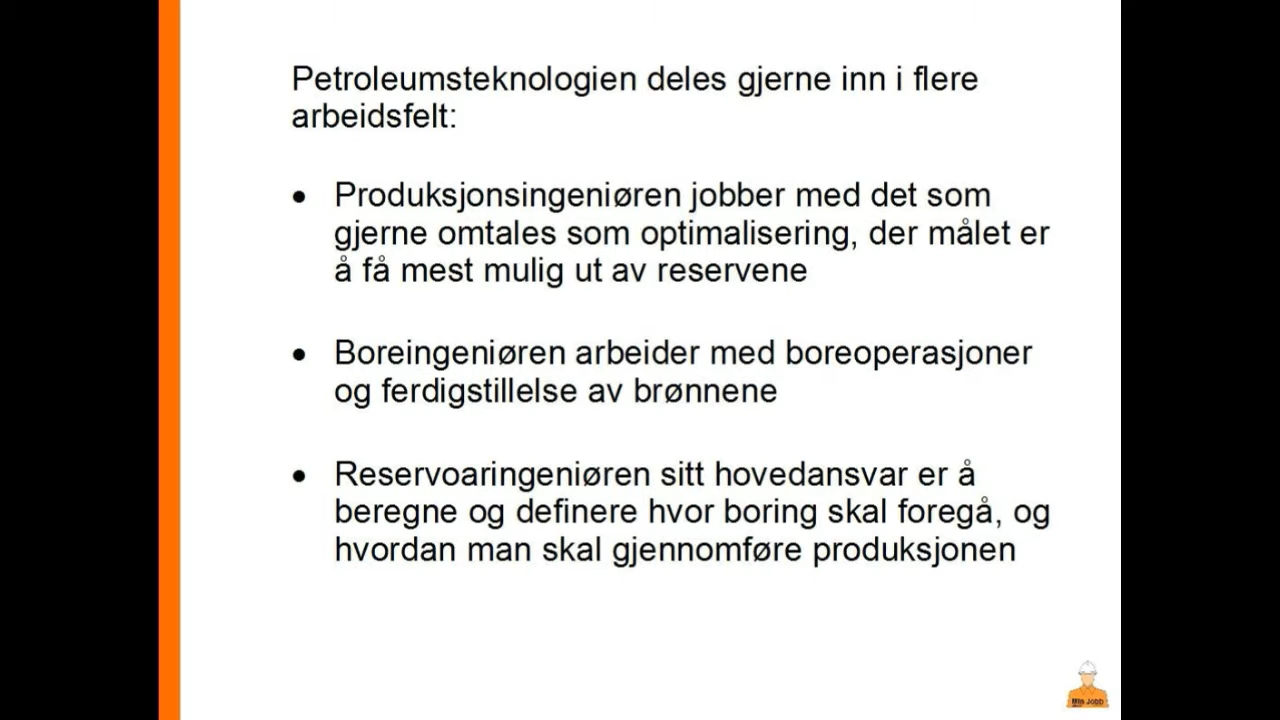 Petroleumsteknologien deles gjerne inn i flere
arbeidsfelt:
• Produksjonsingeniøren jobber med det som
gjerne omtales som optimalisering, der målet er
å få mest mulig ut av reservene
• Boreingeniøren arbeider med boreoperasjoner
og ferdigstillelse av brønnene
• Reservoaringeniøren sitt hovedansvar er å
beregne og definere hvor boring skal foregå, og
hvordan man skal gjennomføre produksjonen
Min Jobb